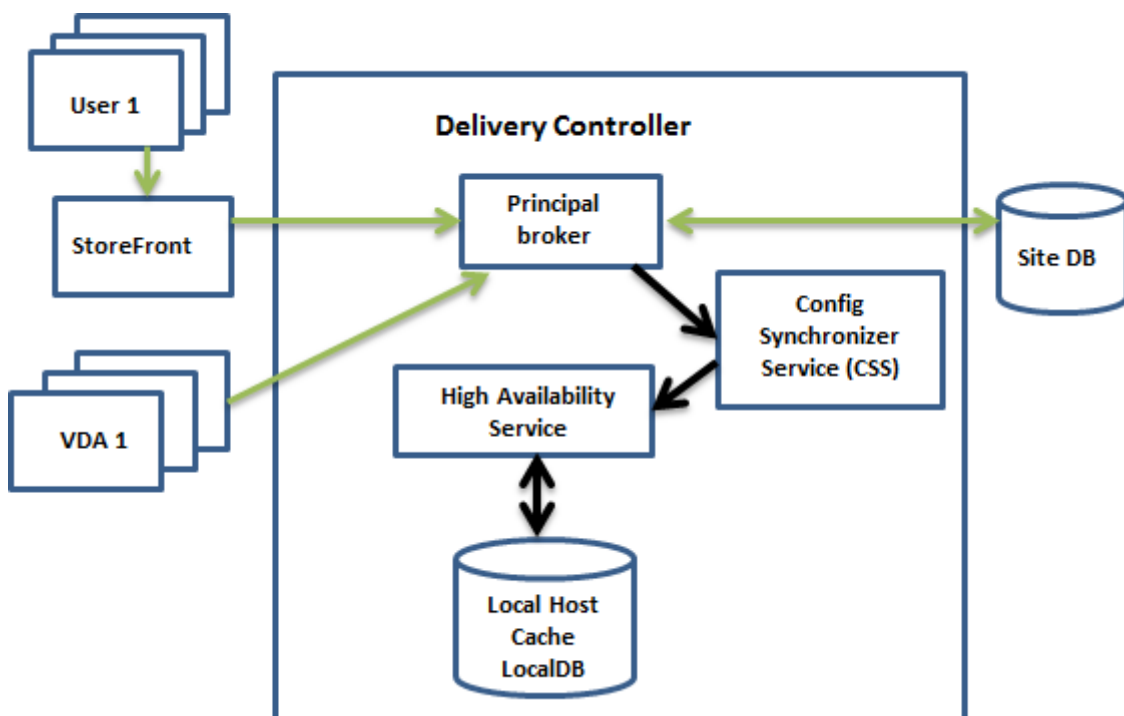 User 1
Delivery Controller
Principal
broker
StoreFront
Site DB
Config
Synchronizer
Service (CSS)
High Availability
Service
VDA 1
Local Host
Cache
LocalDB